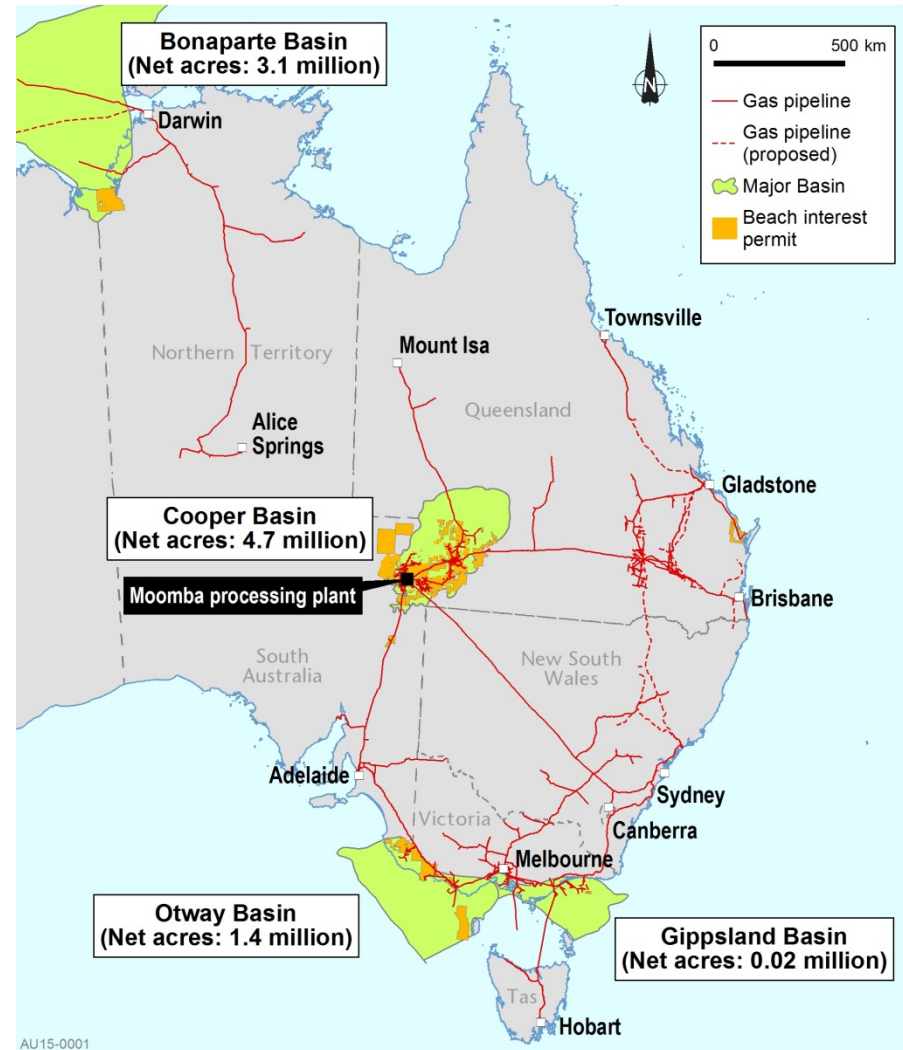 Bonaparte Basin
(Net acres: 3.1 million)
0 500 km
N
Gas pipeline
Gas pipeline
(proposed)
Major Basin
Beach interest
permit
Darwin
Townsville
Northern Territory
Mount Isa
Queensland
Alice
Springs
Gladstone
Cooper Basin
(Net acres: 4.7 million)
Moomba processing plant
Brisbane
South
Australia
New South
Wales
Adelaide
Sydney
Victoria
Canberra
Melbourne
Otway Basin
(Net acres: 1.4 million)
Gippsland Basin
(Net acres: 0.02 million)
Tas
Hobart
AU15-0001